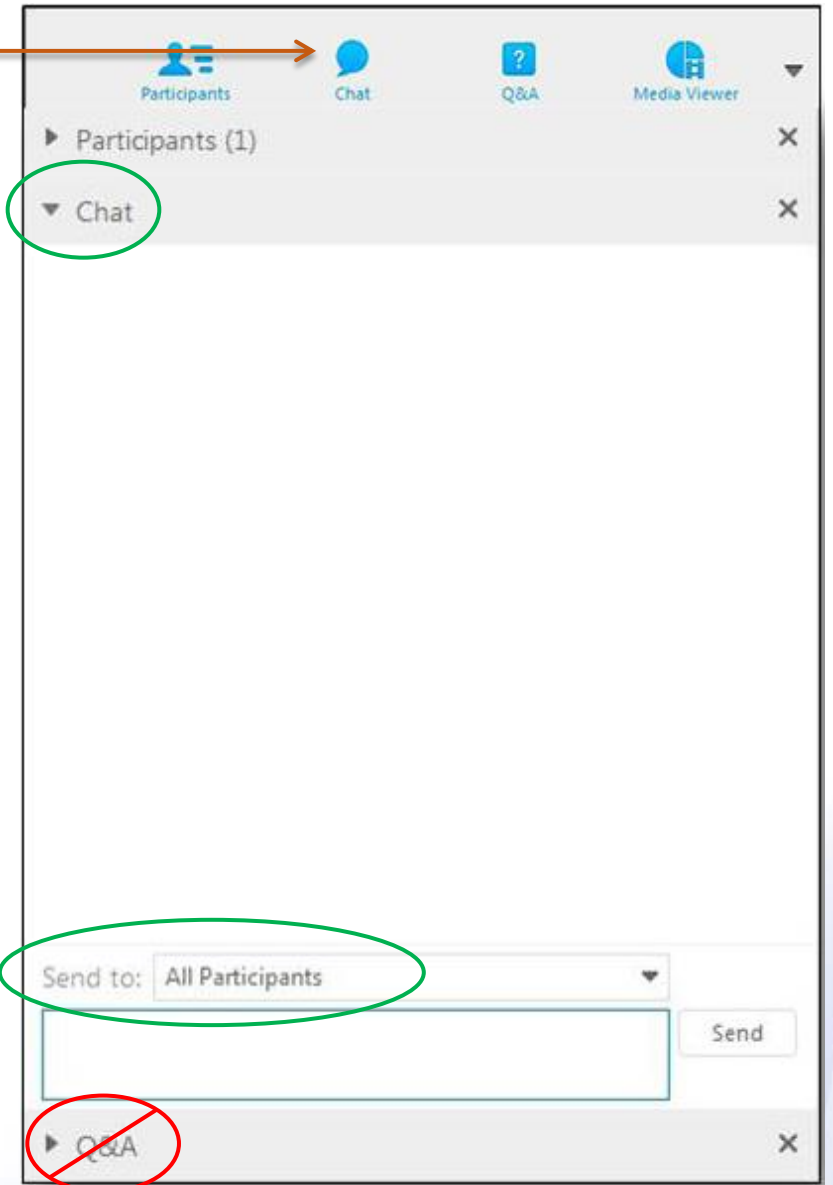 Participants Chat Q&A Media Viewer
Participants (1)
Chat
Send to: All Participants
Send
Q&A